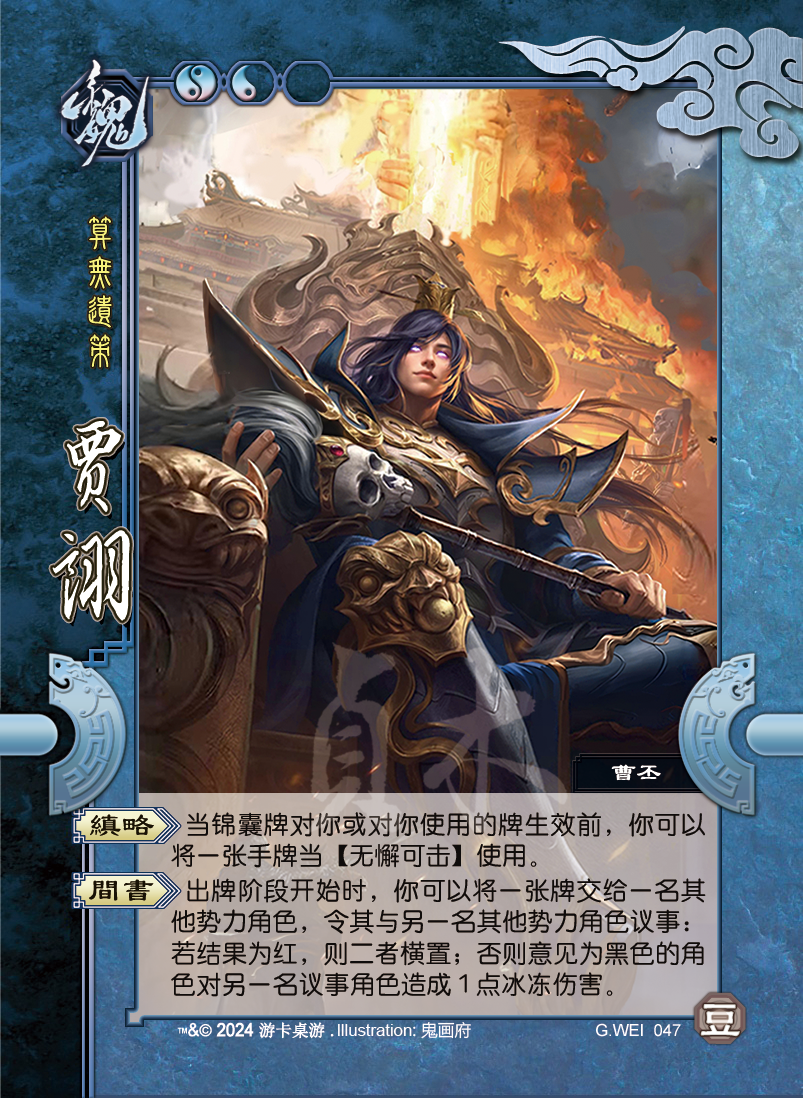 魏
算無遺策
賈詡
貞不
曹丕
縝略
当锦囊牌对你或对你使用的牌生效前，你可以
将一张手牌当【无懈可击】使用。
間書
出牌阶段开始时，你可以将一张牌交给一名其
他势力角色，令其与另一名其他势力角色议事：
若结果为红，则二者横置；否则意见为黑色的角
色对另一名议事角色造成1点冰冻伤害。
™&© 2024 游卡桌游 . Illustration: 鬼画府
G.WEI 047
豆